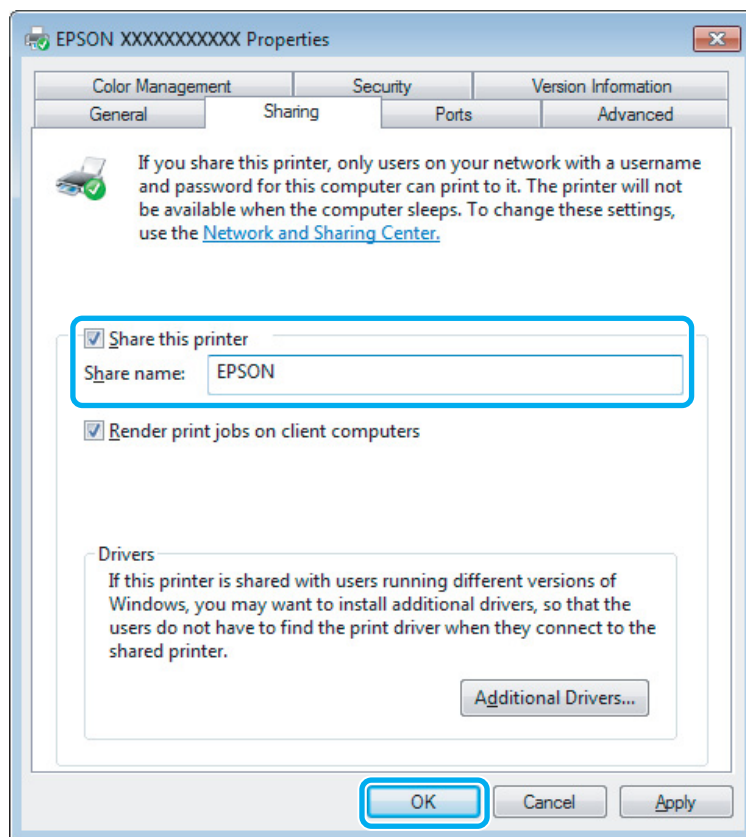 EPSON XXXXXXXXXXX Properties
Color Management Security Version Information
General Sharing Ports Advanced
If you share this printer, only users on your network with a username
and password for this computer can print to it. The printer will not
be available when the computer sleeps. To change these settings,
use the Network and Sharing Center.
Share this printer
Share name: EPSON
Render print jobs on client computers
Drivers
If this printer is shared with users running different versions of
Windows, you may want to install additional drivers, so that the
users do not have to find the print driver when they connect to the
shared printer.
Additional Drivers...
OK Cancel Apply